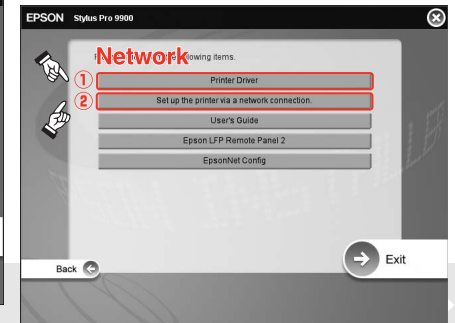 EPSON Stylus Pro 9900
Network
lowing items.
① Printer Driver
② Set up the printer via a network connection.
User's Guide
Epson LFP Remote Panel 2
EpsonNet Config
Exit
Back